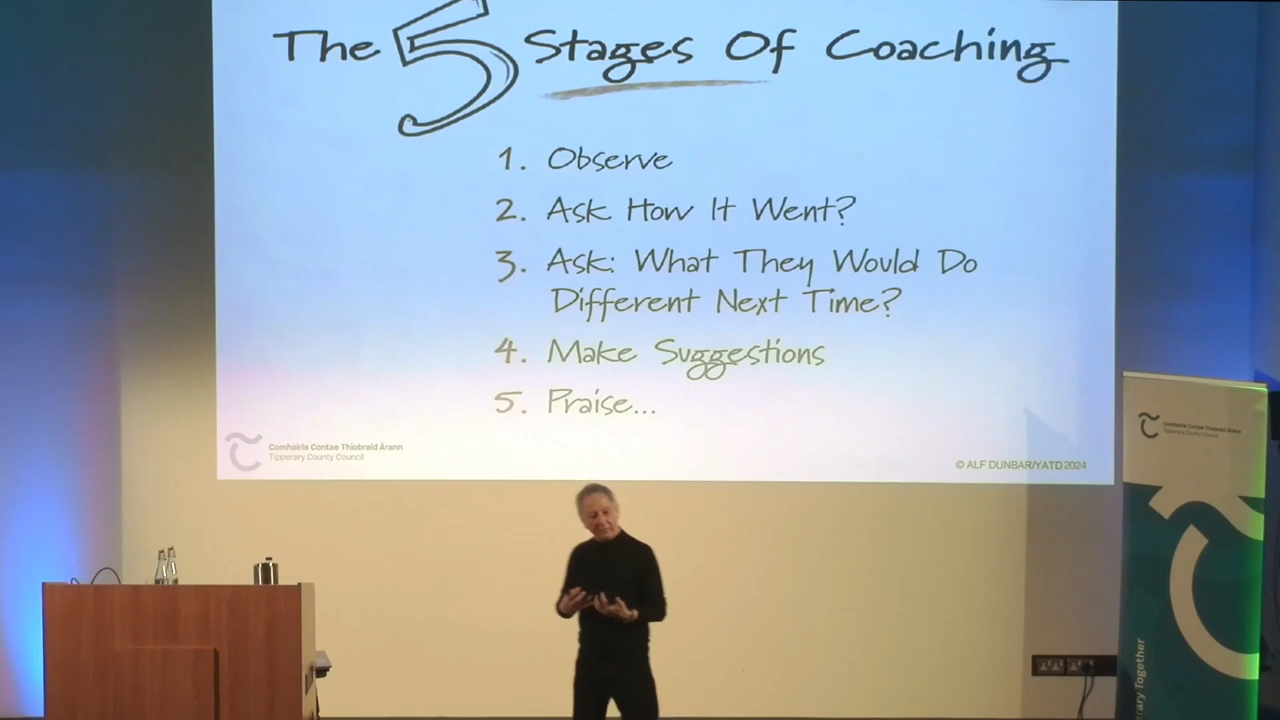 The 5 Stages Of Coaching
1. Observe
2. Ask How It Went?
3. Ask: What They Would Do
Different Next Time?
4. Make Suggestions
5. Praise...
Comhairle Contae Thiobraid Árann
Tipperary County Council
© ALF DUNBAR/YATD 2024
Comhairle Contae Thiobraid Árann
Tipperary County Council
rary Together